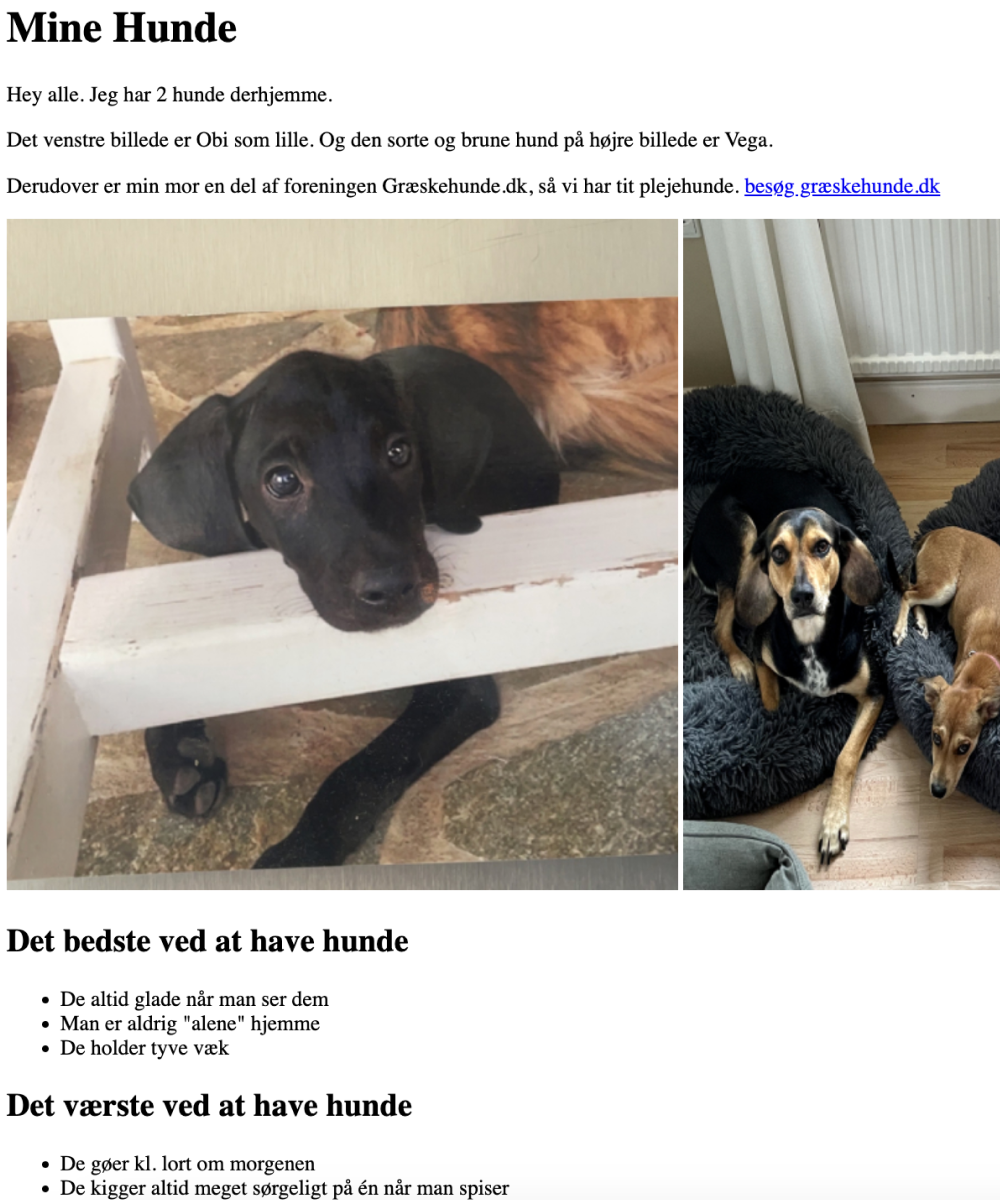 Mine Hunde
Hey alle. Jeg har 2 hunde derhjemme.
Det venstre billede er Obi som lille. Og den sorte og brune hund på højre billede er Vega.
Derudover er min mor en del af foreningen Græskehunde.dk, så vi har tit plejehunde. besøg græskehunde.dk
Det bedste ved at have hunde
De altid glade når man ser dem
Man er aldrig "alene" hjemme
De holder tyve væk
Det værste ved at have hunde
De gøer kl. lort om morgenen
De kigger altid meget sørgeligt på én når man spiser